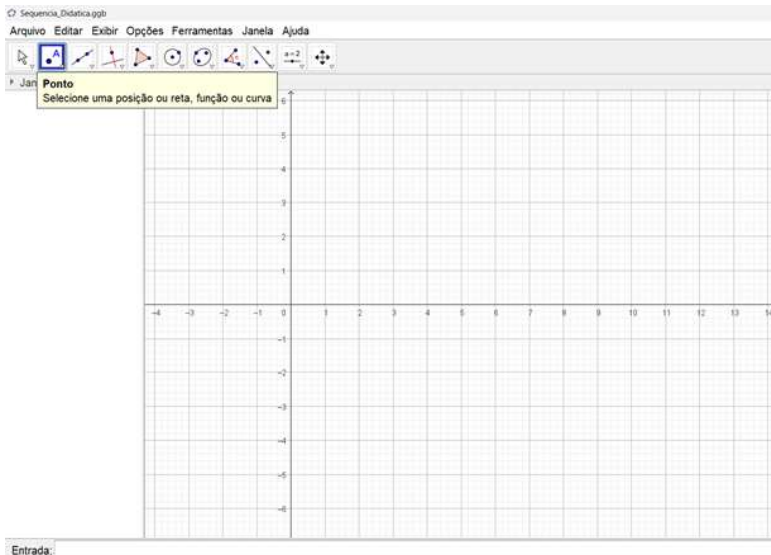 Sequencia_Didatica.ggb
Arquivo Editar Exibir Opções Ferramentas Janela Ajuda
A
a=2
Jan
Ponto
Selecione uma posição ou reta, função ou curva
6
5
4
3
2
1
-4 -3 -2 -1 0 1 2 3 4 5 6 7 8 9 10 11 12 13 14
-1
-2
-3
-4
-5
-6
Entrada: